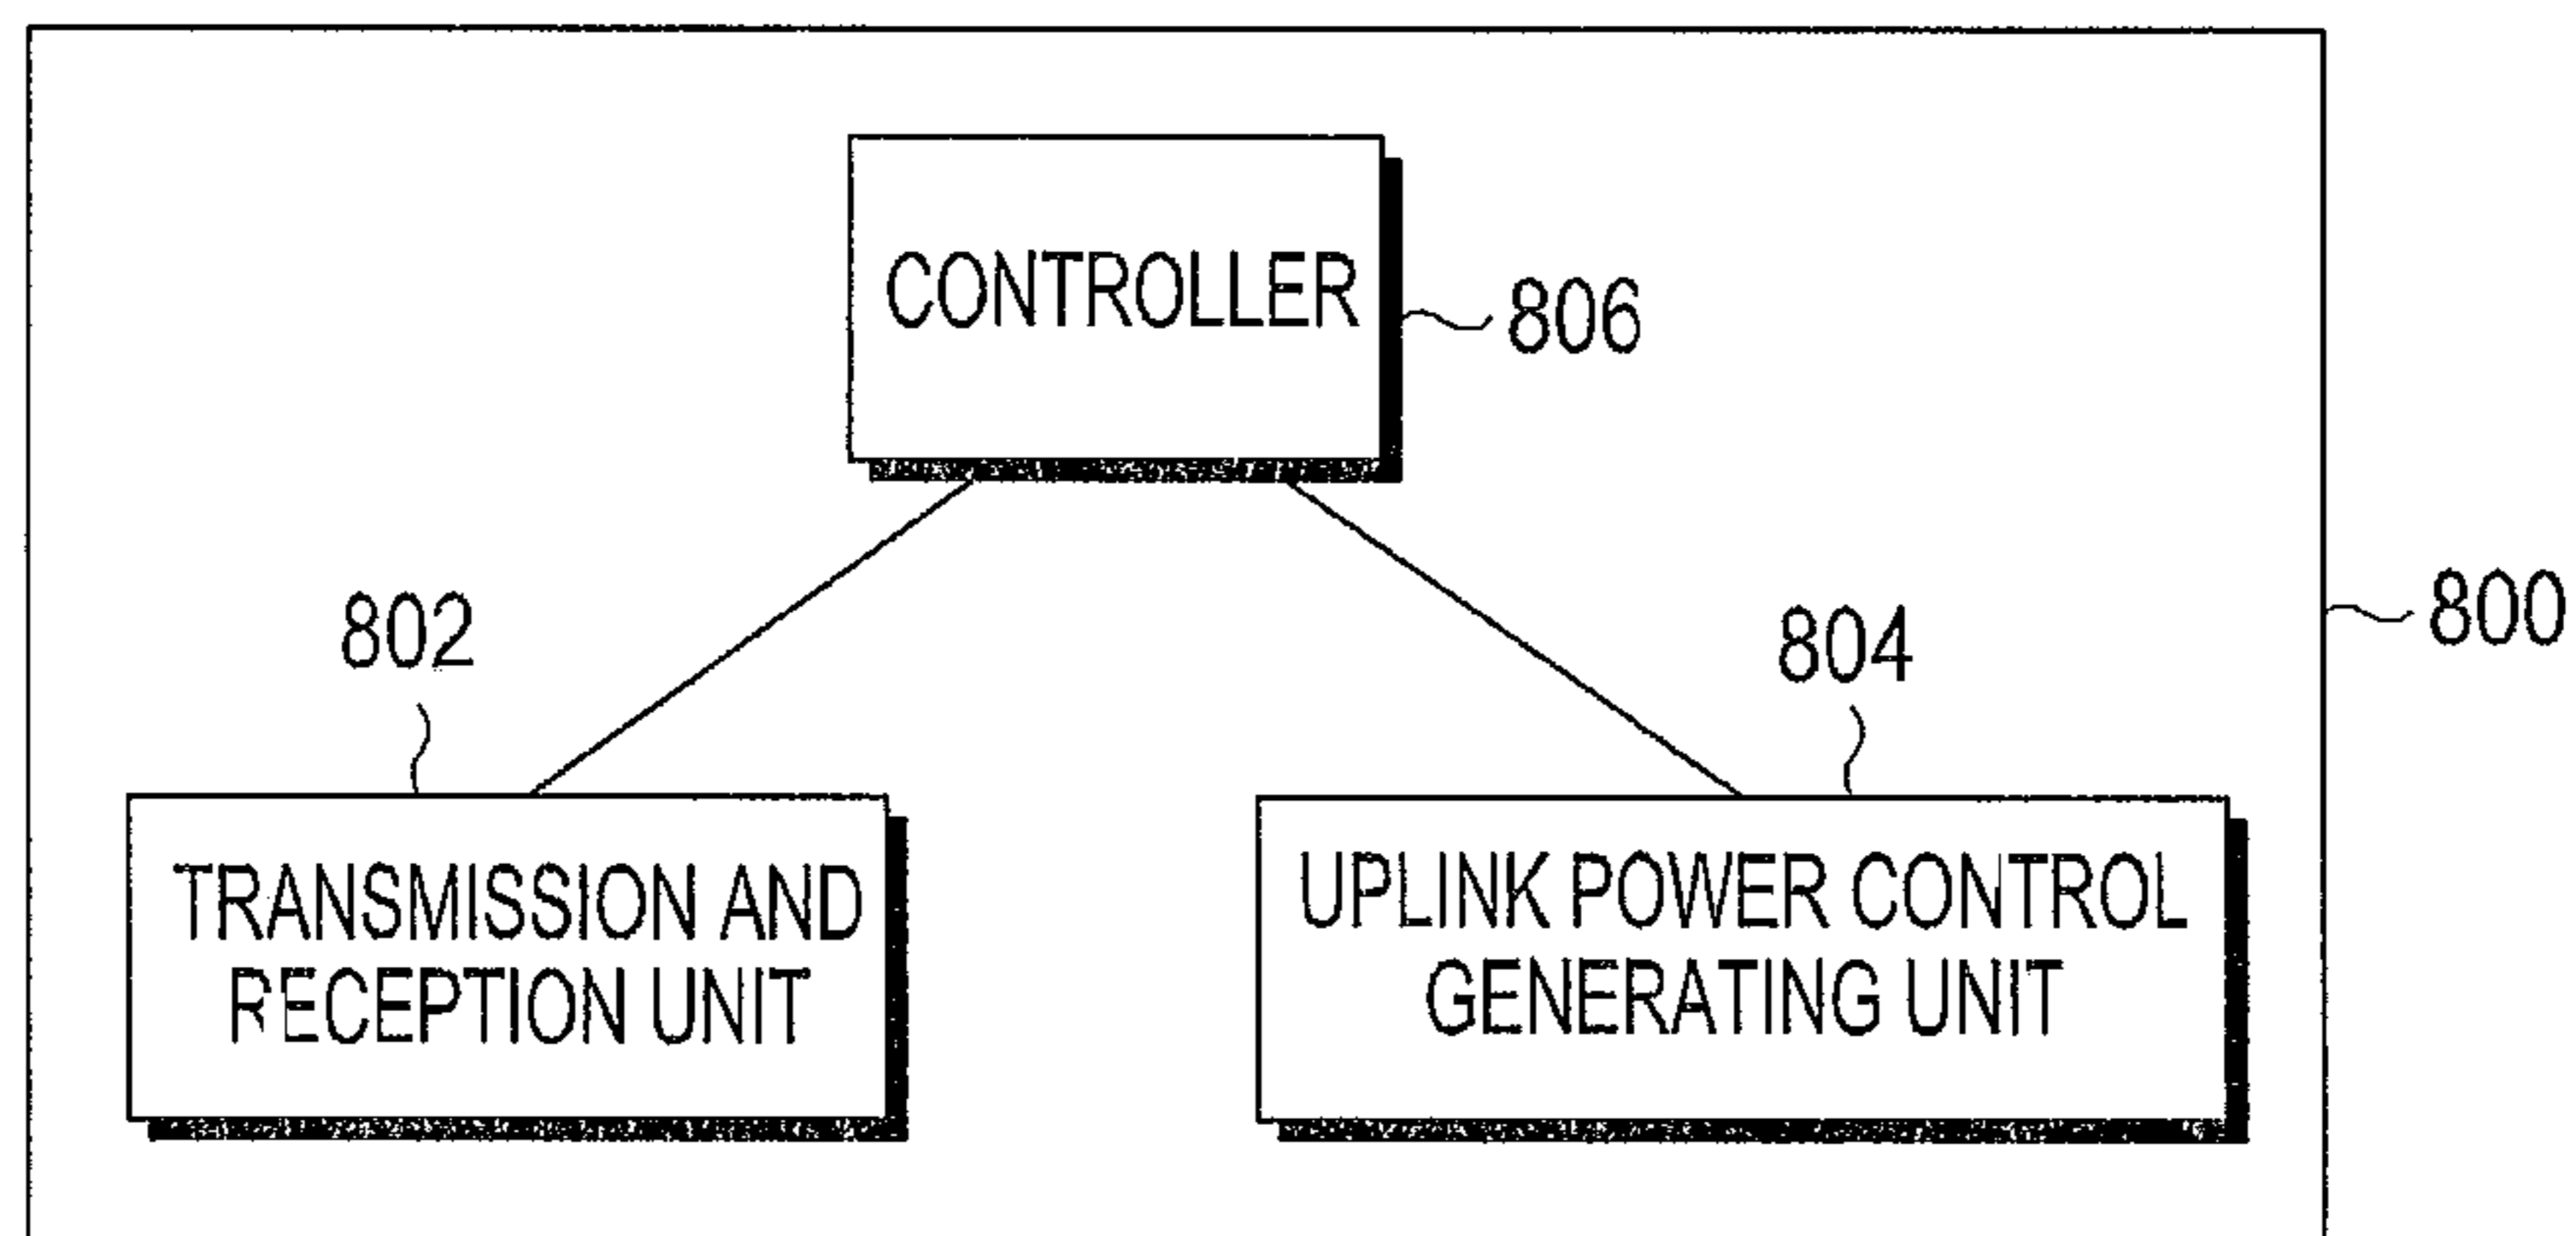 CONTROLLER
806
802
804
800
TRANSMISSION AND
RECEPTION UNIT
UPLINK POWER CONTROL
GENERATING UNIT